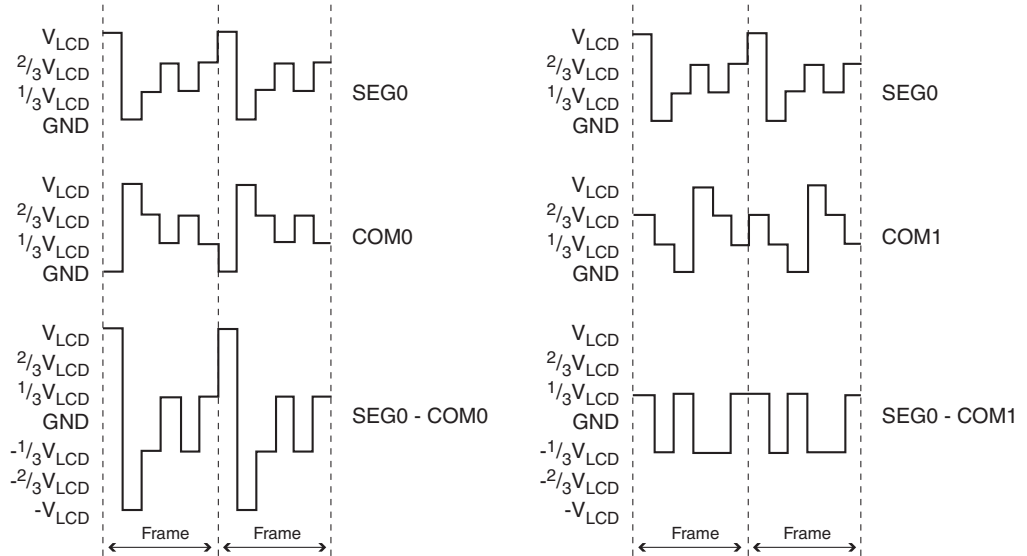 V_LCD
2/3V_LCD
1/3V_LCD
GND
SEG0
V_LCD
2/3V_LCD
1/3V_LCD
GND
COM0
V_LCD
2/3V_LCD
1/3V_LCD
GND
-1/3V_LCD
-2/3V_LCD
-V_LCD
SEG0 - COM0
Frame
Frame
V_LCD
2/3V_LCD
1/3V_LCD
GND
SEG0
V_LCD
2/3V_LCD
1/3V_LCD
GND
COM1
V_LCD
2/3V_LCD
1/3V_LCD
GND
-1/3V_LCD
-2/3V_LCD
-V_LCD
SEG0 - COM1
Frame
Frame